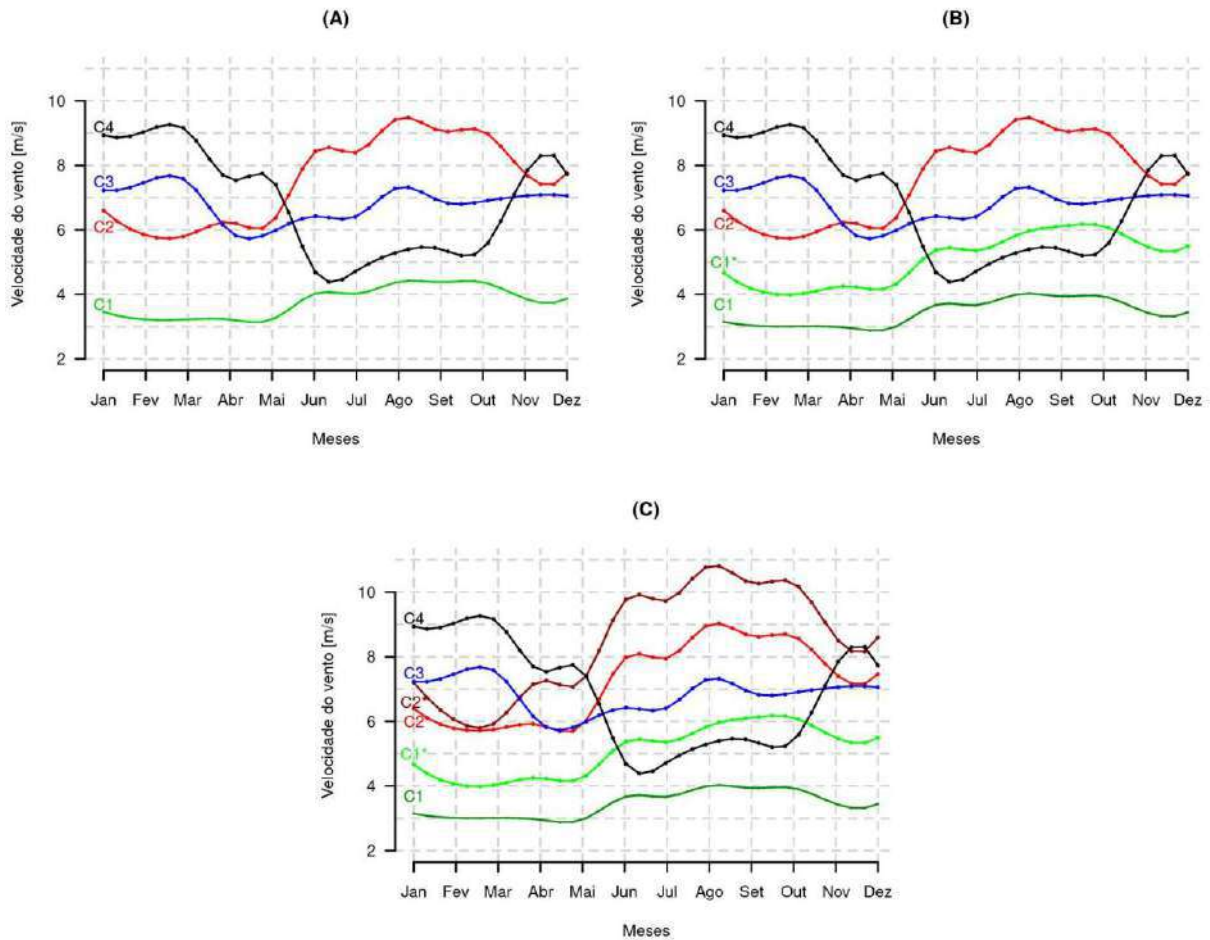 (A)
Velocidade do vento [m/s]
10
8
6
4
2
C4
C3
C2
C1
Jan Fev Mar Abr Mai Jun Jul Ago Set Out Nov Dez
Meses
(B)
Velocidade do vento [m/s]
10
8
6
4
2
C4
C3
C2
C1*
C1
Jan Fev Mar Abr Mai Jun Jul Ago Set Out Nov Dez
Meses
(C)
Velocidade do vento [m/s]
10
8
6
4
2
C4
C3
C2*
C2
C1*
C1
Jan Fev Mar Abr Mai Jun Jul Ago Set Out Nov Dez
Meses